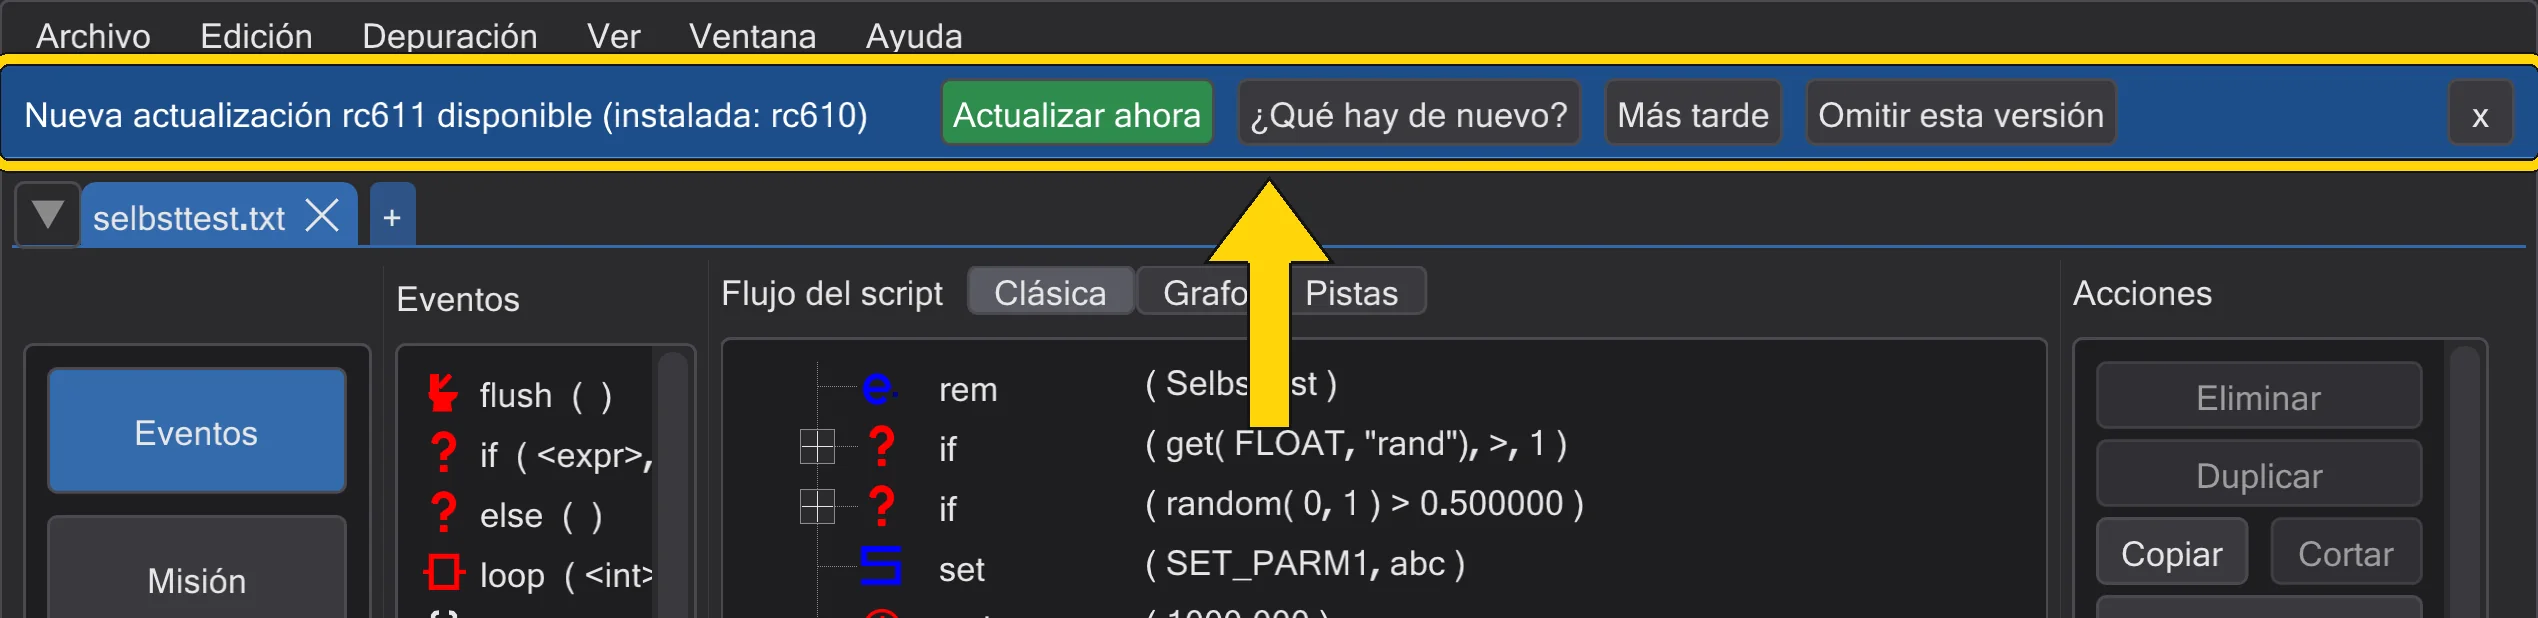 Archivo Edición Depuración Ver Ventana Ayuda
Nueva actualización rc611 disponible (instalada: rc610) Actualizar ahora ¿Qué hay de nuevo? Más tarde Omitir esta versión x
selbsttest.txt +
Eventos
Misión
Eventos
flush ( )
if ( <expr>,
else ( )
loop ( <int>
Flujo del script Clásica Grafo Pistas
rem ( Selbs st )
if ( get( FLOAT, "rand"), >, 1 )
if ( random( 0, 1 ) > 0.500000 )
set ( SET_PARM1, abc )
Acciones
Eliminar
Duplicar
Copiar Cortar